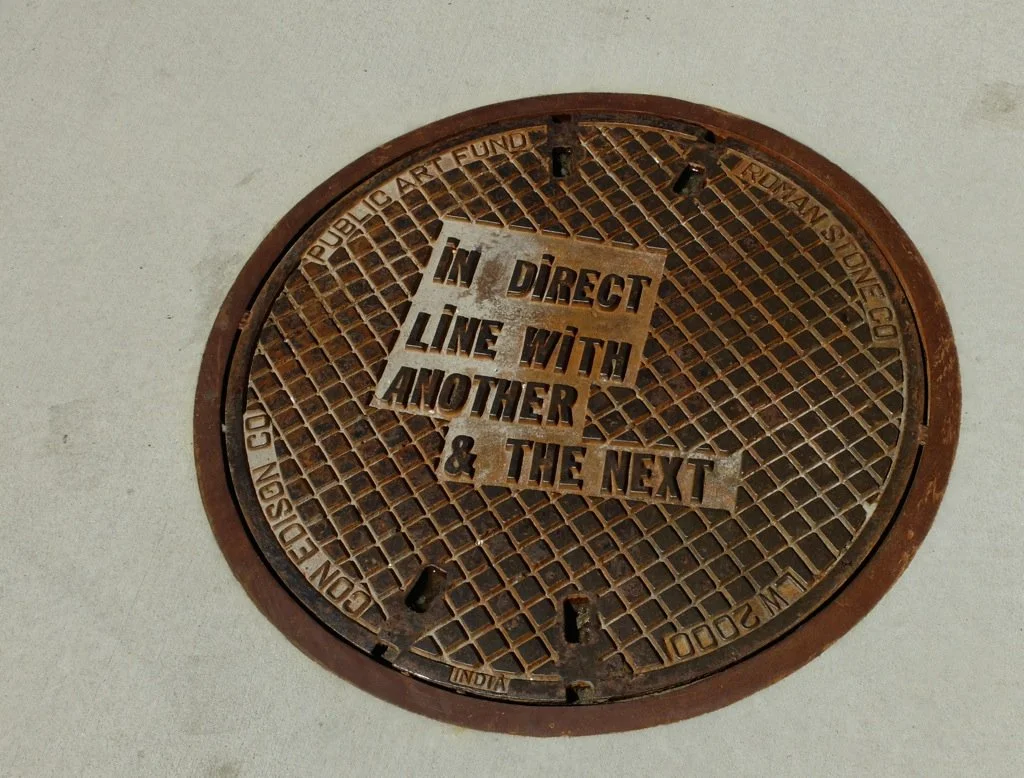 PUBLIC ART FUND
ROMAN STONE CO
IN DIRECT
LINE WITH
ANOTHER
& THE NEXT
CON EDISON CO.
LW 2000
INDIA